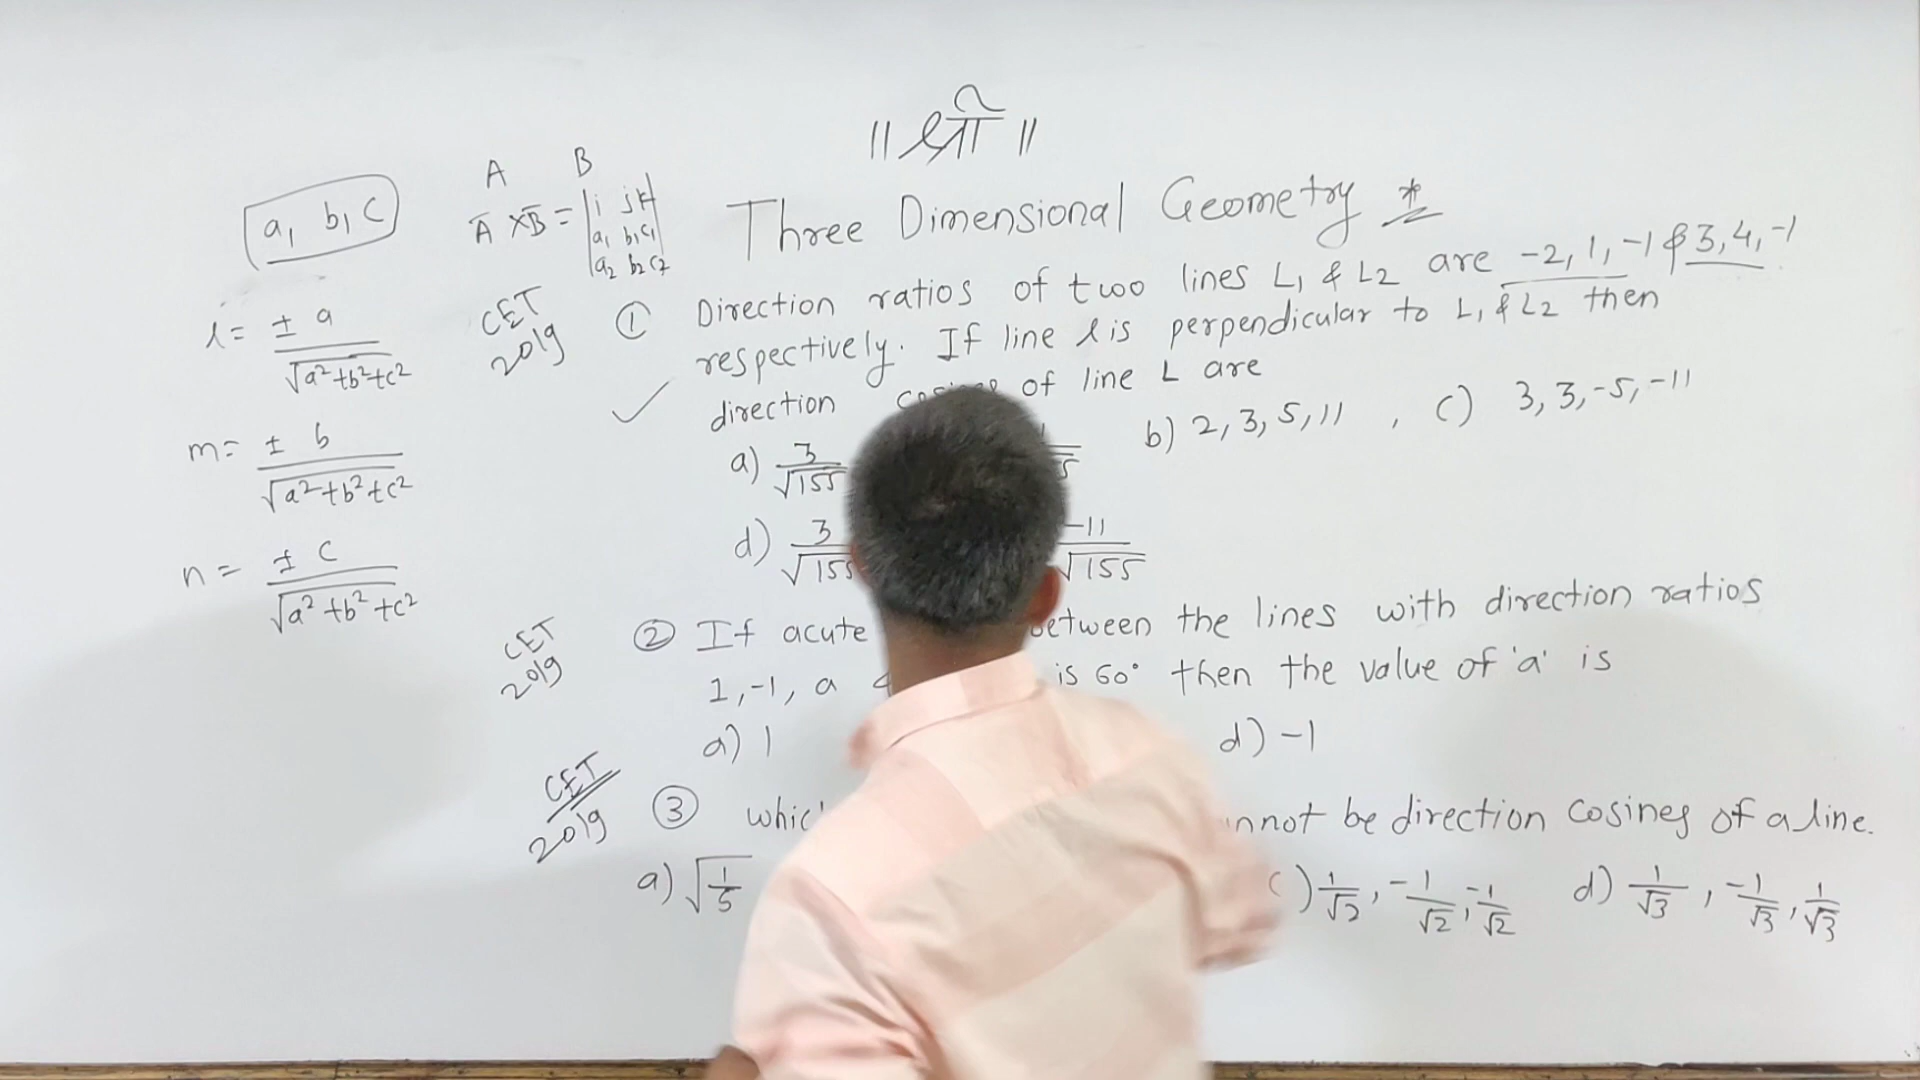 ॥ श्री ॥
Three Dimensional Geometry *
a, b, c
A B
A̅ × B̅ = | i j k |
| a₁ b₁ c₁ |
| a₂ b₂ c₂ |
l = ± a / √a²+b²+c²
m = ± b / √a²+b²+c²
n = ± c / √a²+b²+c²
CET 2019 ① Direction ratios of two lines L₁ & L₂ are -2, 1, -1 & 3, 4, -1
respectively. If line l is perpendicular to L₁ & L₂ then
direction of line L are
a) 3/√155 b) 2, 3, 5, 11 , c) 3, 3, -5, -11
d) 3/√155 -11/√155
CET 2019 ② If acute between the lines with direction ratios
1, -1, a is 60° then the value of 'a' is
a) 1 d) -1
CET 2019 ③ be direction cosines of a line.
a) √1/5 c) 1/√2, -1/√2, -1/√2 d) 1/√3, -1/√3, 1/√3